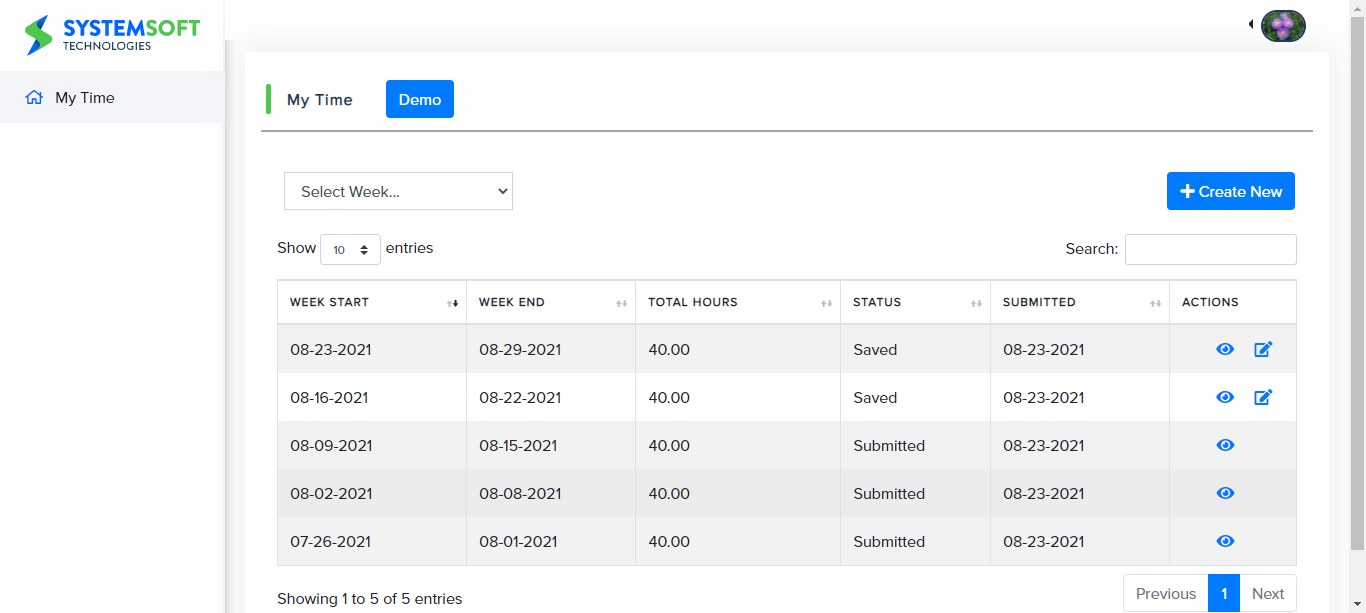 SYSTEMSOFT
TECHNOLOGIES
My Time
My Time Demo
Select Week...
Create New
Show 10 entries Search:
WEEK START WEEK END TOTAL HOURS STATUS SUBMITTED ACTIONS
08-23-2021 08-29-2021 40.00 Saved 08-23-2021
08-16-2021 08-22-2021 40.00 Saved 08-23-2021
08-09-2021 08-15-2021 40.00 Submitted 08-23-2021
08-02-2021 08-08-2021 40.00 Submitted 08-23-2021
07-26-2021 08-01-2021 40.00 Submitted 08-23-2021
Showing 1 to 5 of 5 entries
Previous 1 Next